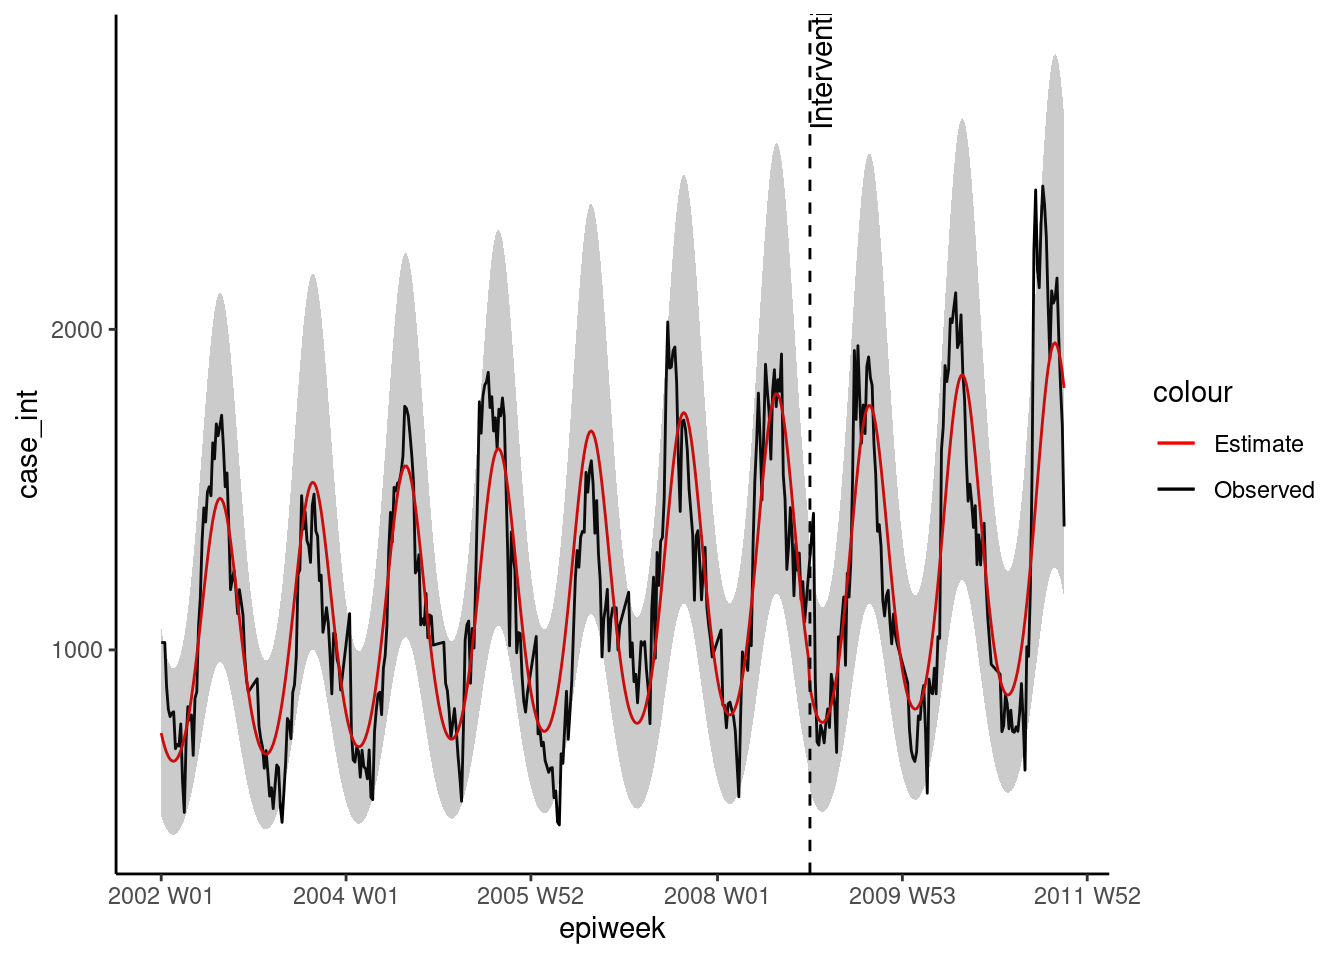 Interventi
2000
1000
case_int
2002 W01
2004 W01
2005 W52
2008 W01
2009 W53
2011 W52
epiweek
colour
Estimate
Observed